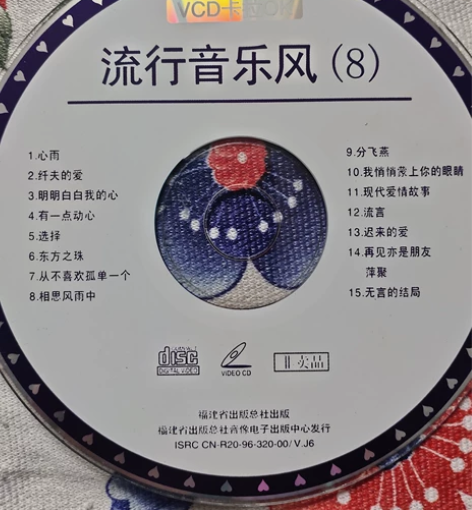 流行音乐风(8)
1.心雨
2.纤夫的爱
3.明明白白我的心
4.有一点动心
5.选择
6.东方之珠
7.从不喜欢孤单一个
8.相思风雨中
9.分飞燕
10.我悄悄蒙上你的眼睛
11.现代爱情故事
12.流言
13.迟来的爱
14.再见亦是朋友
萍聚
15.无言的结局
disc
DIGITAL VIDEO
VIDEO CD
卖品
福建省出版总社出版
福建省出版总社音像电子出版中心发行
ISRC CN-R20-96-320-00/V.J6